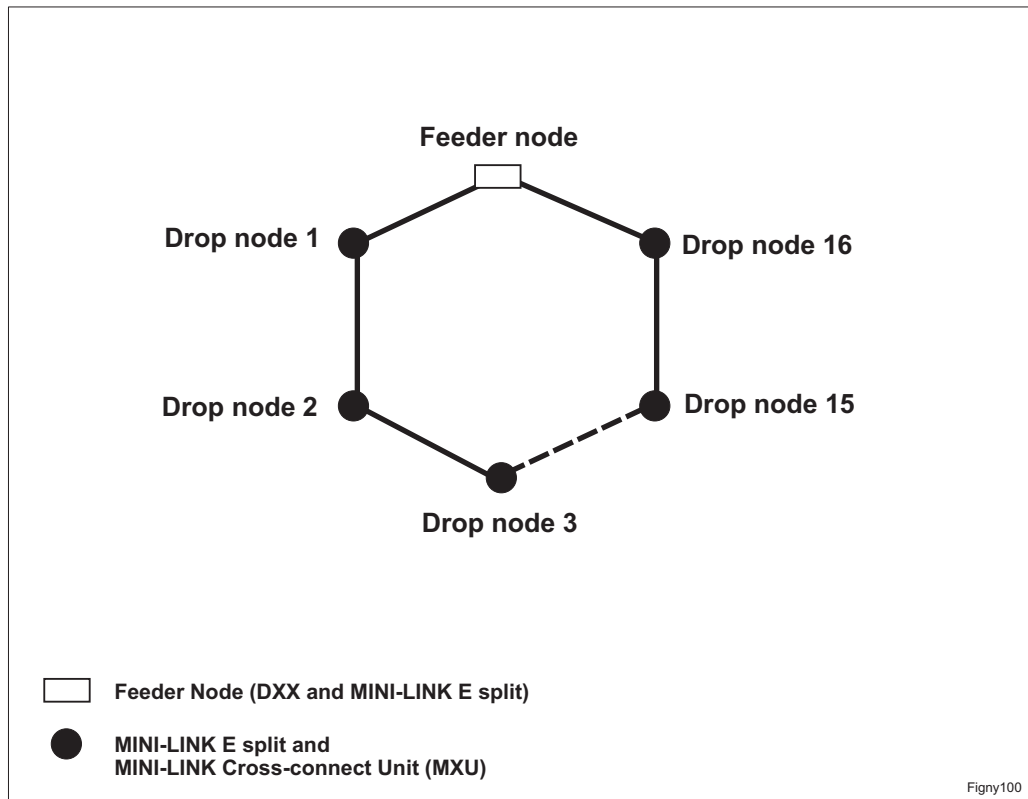 Feeder node
Drop node 1
Drop node 16
Drop node 2
Drop node 15
Drop node 3
Feeder Node (DXX and MINI-LINK E split)
MINI-LINK E split and
MINI-LINK Cross-connect Unit (MXU)
Figny100